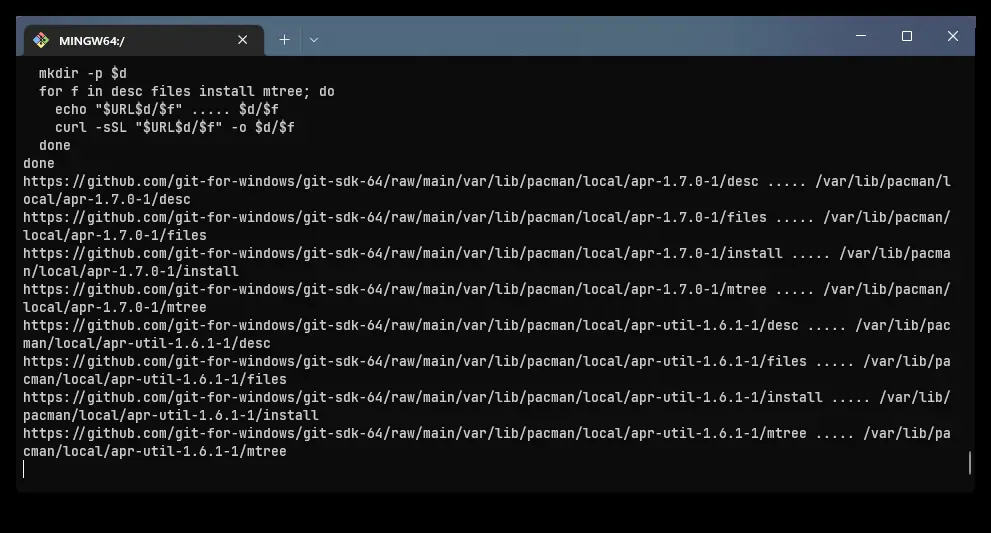 MINGW64:/
mkdir -p $d
for f in desc files install mtree; do
echo "$URL$d/$f" ..... $d/$f
curl -sSL "$URL$d/$f" -o $d/$f
done
done
https://github.com/git-for-windows/git-sdk-64/raw/main/var/lib/pacman/local/apr-1.7.0-1/desc ..... /var/lib/pacman/l
ocal/apr-1.7.0-1/desc
https://github.com/git-for-windows/git-sdk-64/raw/main/var/lib/pacman/local/apr-1.7.0-1/files ..... /var/lib/pacman/
local/apr-1.7.0-1/files
https://github.com/git-for-windows/git-sdk-64/raw/main/var/lib/pacman/local/apr-1.7.0-1/install ..... /var/lib/pacma
n/local/apr-1.7.0-1/install
https://github.com/git-for-windows/git-sdk-64/raw/main/var/lib/pacman/local/apr-1.7.0-1/mtree ..... /var/lib/pacman/
local/apr-1.7.0-1/mtree
https://github.com/git-for-windows/git-sdk-64/raw/main/var/lib/pacman/local/apr-util-1.6.1-1/desc ..... /var/lib/pac
man/local/apr-util-1.6.1-1/desc
https://github.com/git-for-windows/git-sdk-64/raw/main/var/lib/pacman/local/apr-util-1.6.1-1/files ..... /var/lib/pa
cman/local/apr-util-1.6.1-1/files
https://github.com/git-for-windows/git-sdk-64/raw/main/var/lib/pacman/local/apr-util-1.6.1-1/install ..... /var/lib/
pacman/local/apr-util-1.6.1-1/install
https://github.com/git-for-windows/git-sdk-64/raw/main/var/lib/pacman/local/apr-util-1.6.1-1/mtree ..... /var/lib/pa
cman/local/apr-util-1.6.1-1/mtree